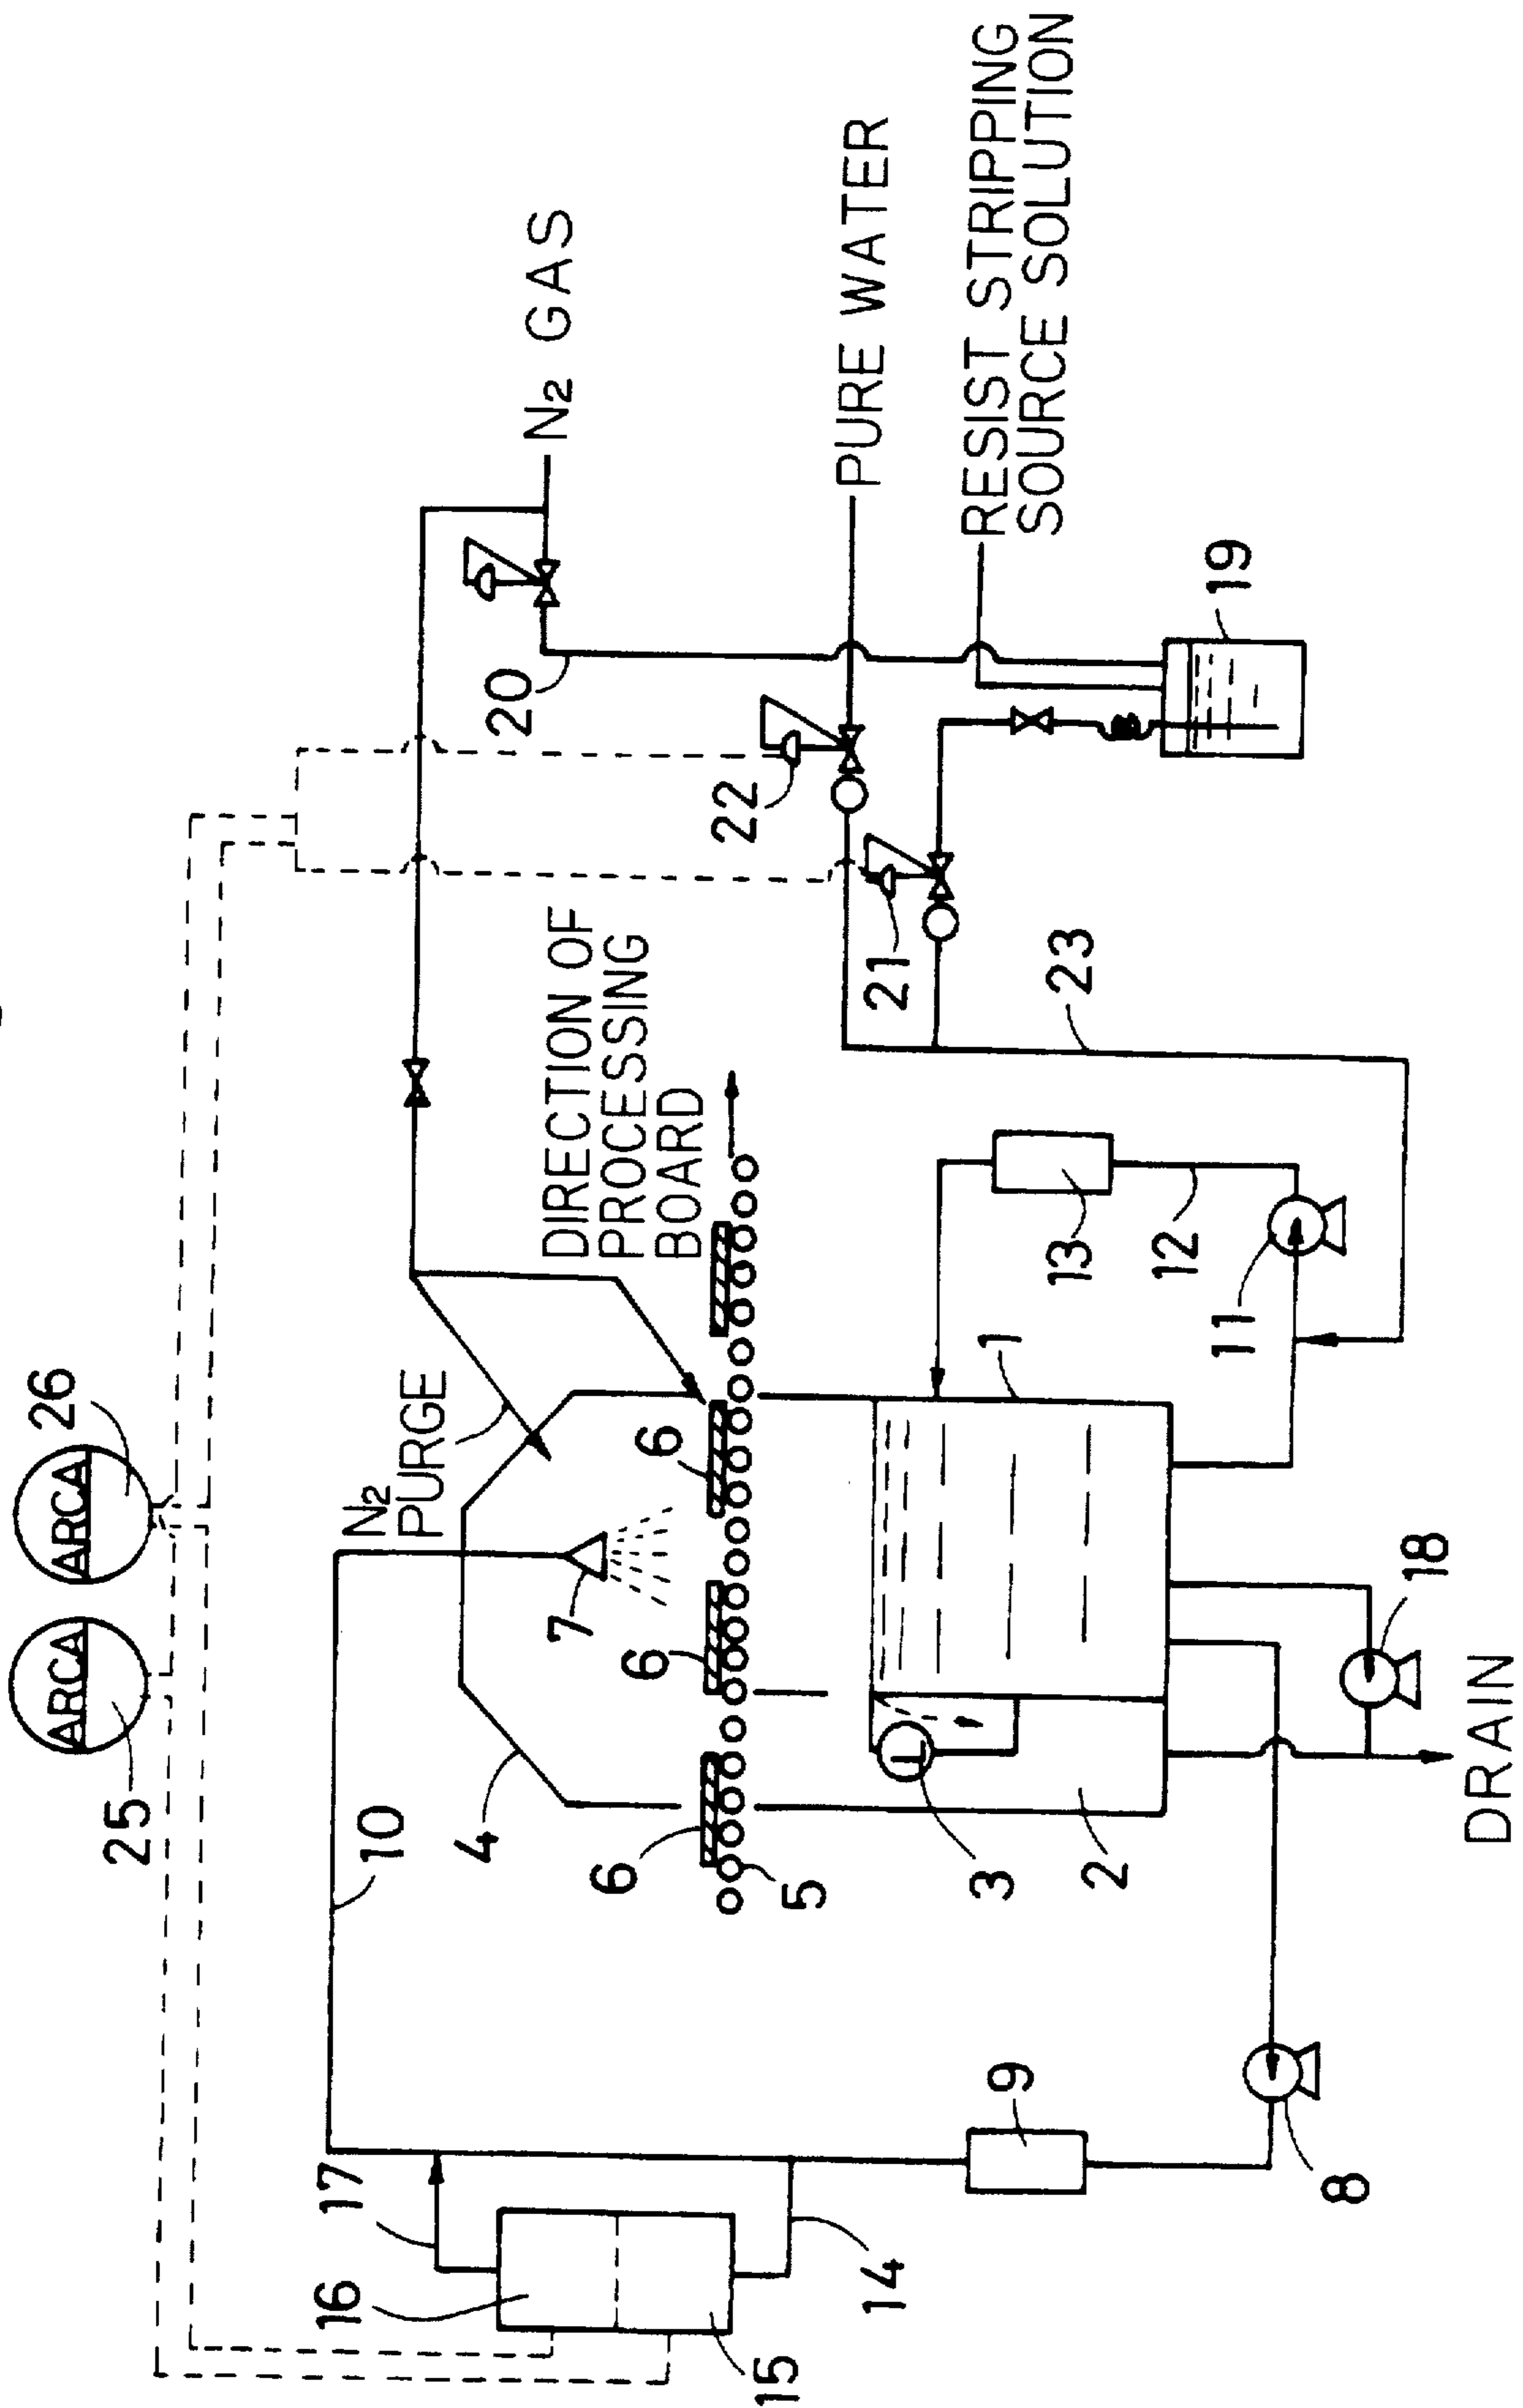 ARCA
25
ARCA
26
N2 GAS
10
N2
PURGE
17
16
15
14
4
7
20
DIRECTION OF
PROCESSING
BOARD
6
6
6
5
22
PURE WATER
21
RESIST STRIPPING
SOURCE SOLUTION
19
23
9
3
L
2
1
13
12
11
8
18
DRAIN